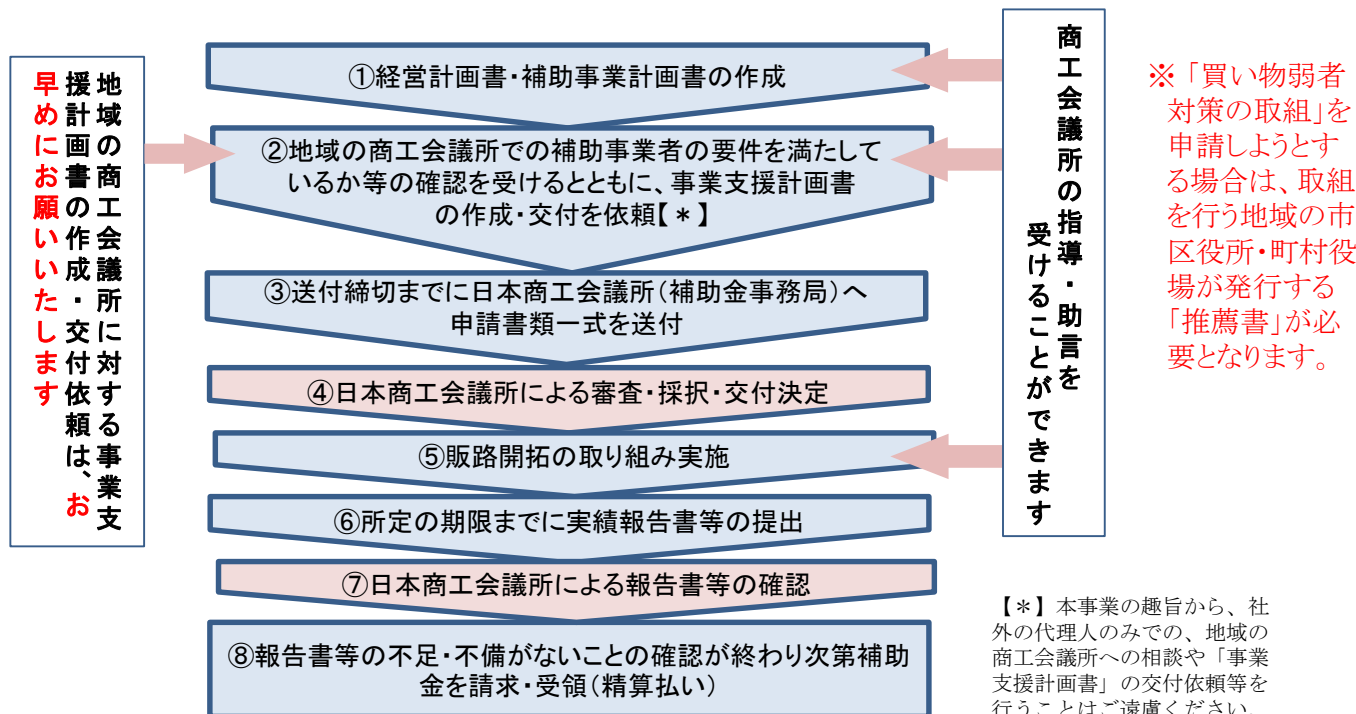 地域の商工会議所に対する事業支
援計画書の作成・交付依頼は、お
早めにお願いいたします
①経営計画書・補助事業計画書の作成
②地域の商工会議所での補助事業者の要件を満たして
いるか等の確認を受けるとともに、事業支援計画書
の作成・交付を依頼【＊】
③送付締切までに日本商工会議所（補助金事務局）へ
申請書類一式を送付
④日本商工会議所による審査・採択・交付決定
⑤販路開拓の取り組み実施
⑥所定の期限までに実績報告書等の提出
⑦日本商工会議所による報告書等の確認
⑧報告書等の不足・不備がないことの確認が終わり次第補助
金を請求・受領（精算払い）
商工会議所の指導・助言を
受けることができます
※「買い物弱者
対策の取組」を
申請しようとす
る場合は、取組
を行う地域の市
区役所・町村役
場が発行する
「推薦書」が必
要となります。
【＊】本事業の趣旨から、社
外の代理人のみでの、地域の
商工会議所への相談や「事業
支援計画書」の交付依頼等を
行うことはご遠慮ください。